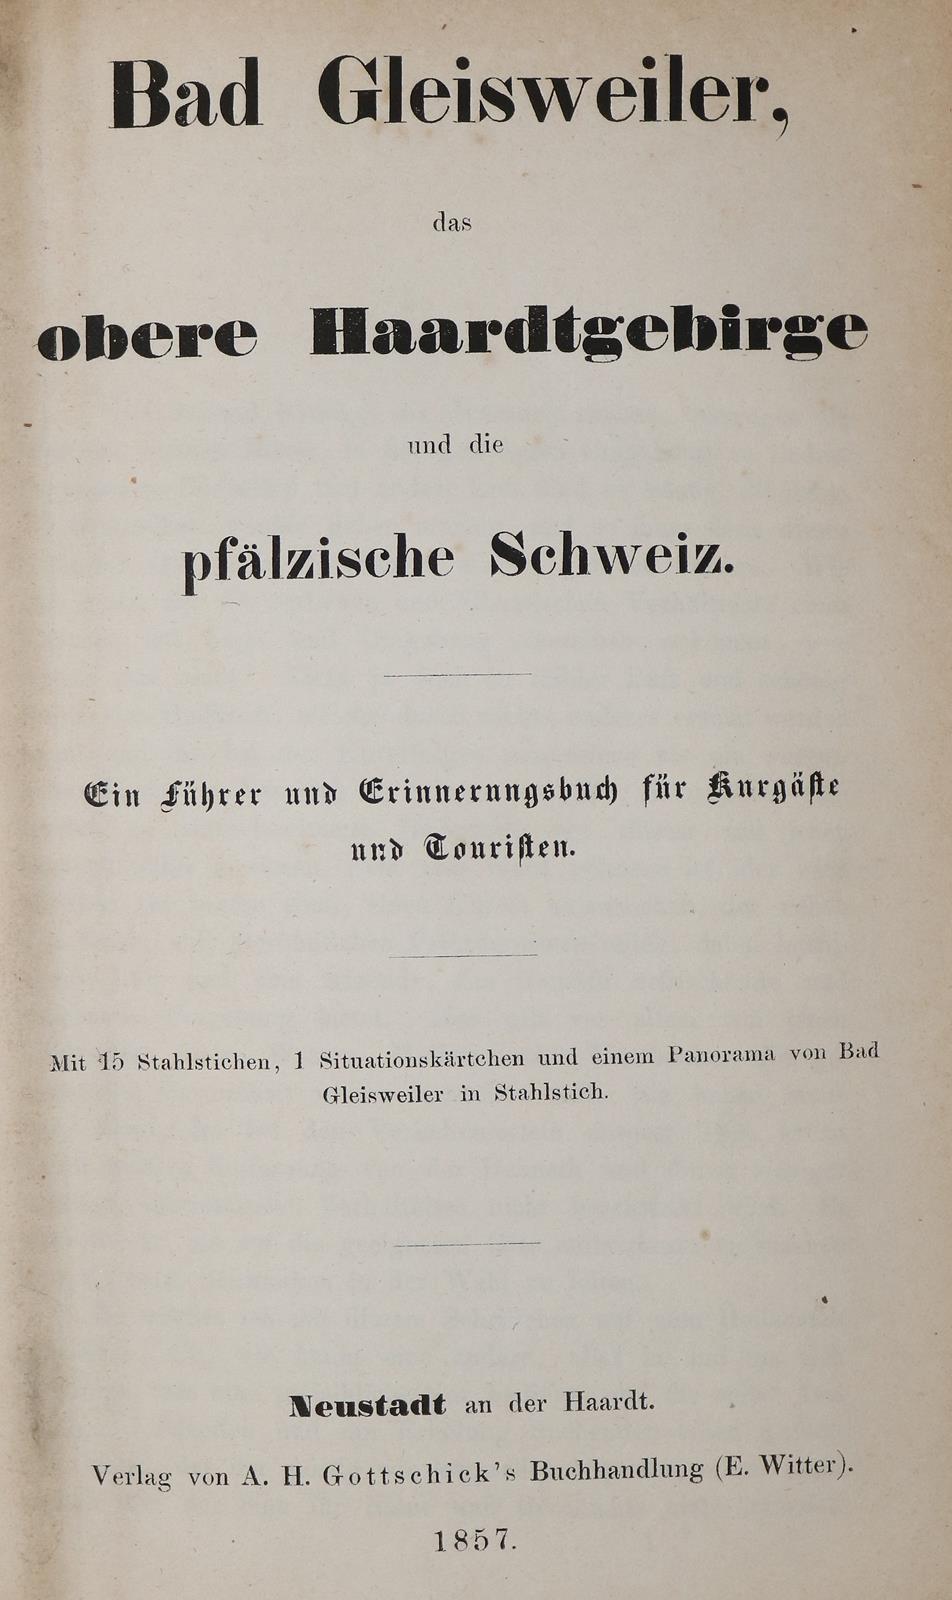 Bad Gleisweiler,
das
obere Haardtgebirge
und die
pfälzische Schweiz.
Ein Führer und Erinnerungsbuch für Kurgäste
und Touristen.
Mit 15 Stahlstichen, 1 Situationskärtchen und einem Panorama von Bad
Gleisweiler in Stahlstich.
Neustadt an der Haardt.
Verlag von A. H. Gottschick's Buchhandlung (E. Witter).
1857.